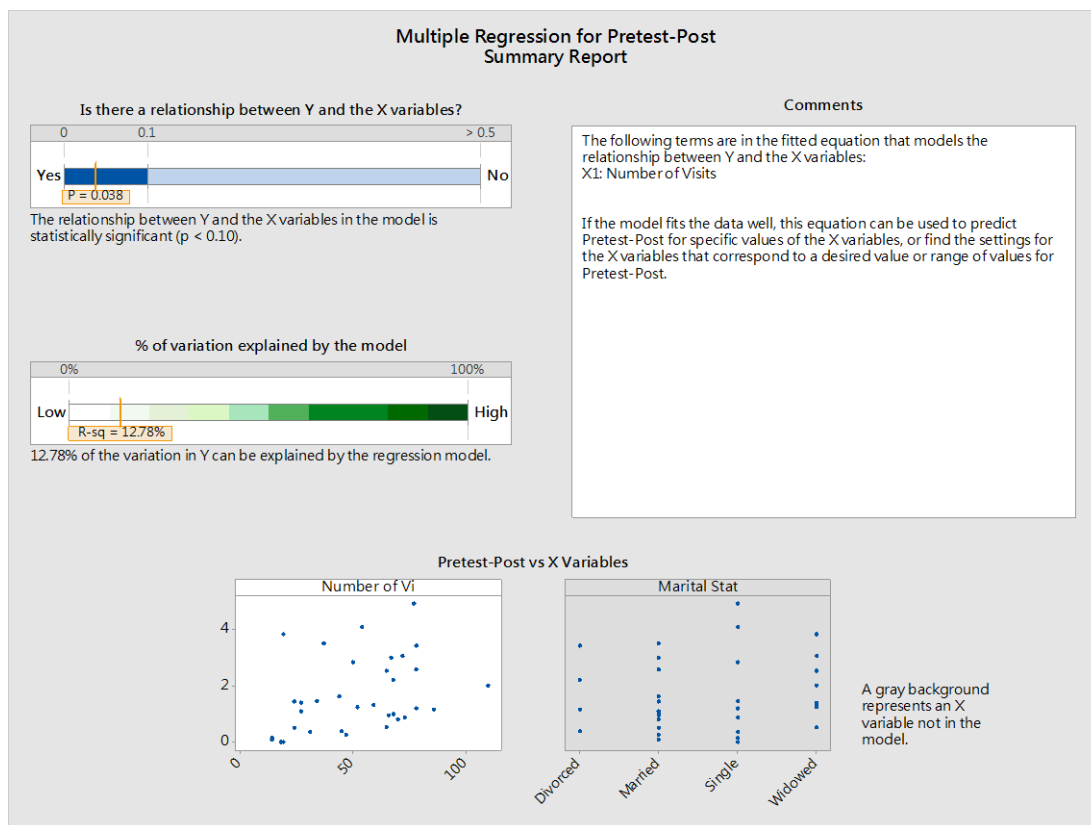 Multiple Regression for Pretest-Post
Summary Report
Is there a relationship between Y and the X variables?
0 0.1 > 0.5
Yes No
P = 0.038
The relationship between Y and the X variables in the model is
statistically significant (p < 0.10).
% of variation explained by the model
0% 100%
Low High
R-sq = 12.78%
12.78% of the variation in Y can be explained by the regression model.
Comments
The following terms are in the fitted equation that models the
relationship between Y and the X variables:
X1: Number of Visits
If the model fits the data well, this equation can be used to predict
Pretest-Post for specific values of the X variables, or find the settings for
the X variables that correspond to a desired value or range of values for
Pretest-Post.
Pretest-Post vs X Variables
Number of Vi
Marital Stat
4
2
0
0 50 100
Divorced Married Single Widowed
A gray background
represents an X
variable not in the
model.